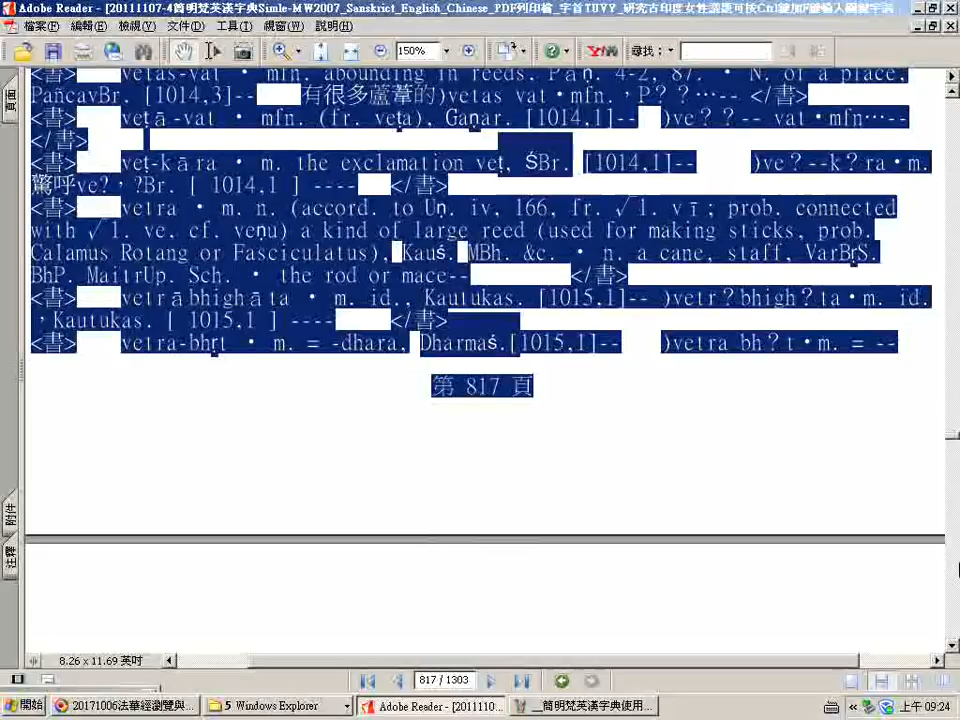 Adobe Reader - [20111107-4簡明梵英漢字典Simle-MW2007_Sanskrict_English_Chinese_PDF列印檔_字首TUVY_研究古印度女性議題可按Ctrl鍵加F鍵輸入關鍵字試
檔案(F) 編輯(E) 檢視(V) 文件(D) 工具(T) 視窗(W) 說明(H)
150% 尋找：
頁面
<書> vetas-vat ‧ mfn. abounding in reeds. Pāṇ. 4-2, 87. ‧ N. of a place,
PañcavBr. [1014,3]-- 有很多蘆葦的)vetas vat‧mfn.，P？？…-- </書>
<書> veṭā-vat ‧ mfn. (fr. veṭa), Gaṇar. [1014,1]-- )ve？？-- vat‧mfn…--
</書>
<書> veṭ-kāra ‧ m. the exclamation veṭ, ŚBr. [1014,1]-- )ve？--k？ra‧m.
驚呼ve?，?Br. [ 1014,1 ] ---- </書>
<書> vetra ‧ m. n. (accord. to Uṇ. iv, 166, fr. √1. vī; prob. connected
with √1. ve. cf. veṇu) a kind of large reed (used for making sticks, prob.
Calamus Rotang or Fasciculatus), Kauś. MBh. &c. ‧ n. a cane, staff, VarBṛS.
BhP. MaitrUp. Sch. ‧ the rod or mace-- </書>
<書> vetrābhighāta ‧ m. id., Kautukas. [1015,1]-- )vetr？bhigh？ta‧m. id.
，Kautukas. [ 1015,1 ] ---- </書>
<書> vetra-bhṛt ‧ m. = -dhara, Dharmaś.[1015,1]-- )vetra bh？t‧m. = --
第 817 頁
附件
注釋
8.26 x 11.69 英吋
817 / 1303
開始 20171006法華經瀏覽與... 5 Windows Explorer Adobe Reader - [2011110... __簡明梵英漢字典使用... 上午 09:24